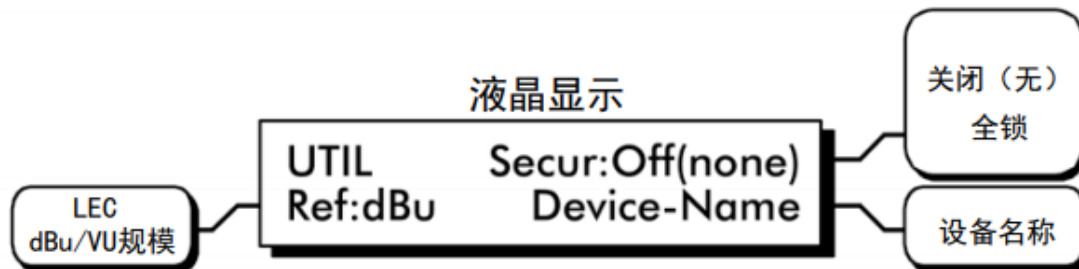 关闭（无）
全锁
液晶显示
UTIL Secur:Off(none)
Ref:dBu Device-Name
LEC
dBu/VU规模
设备名称